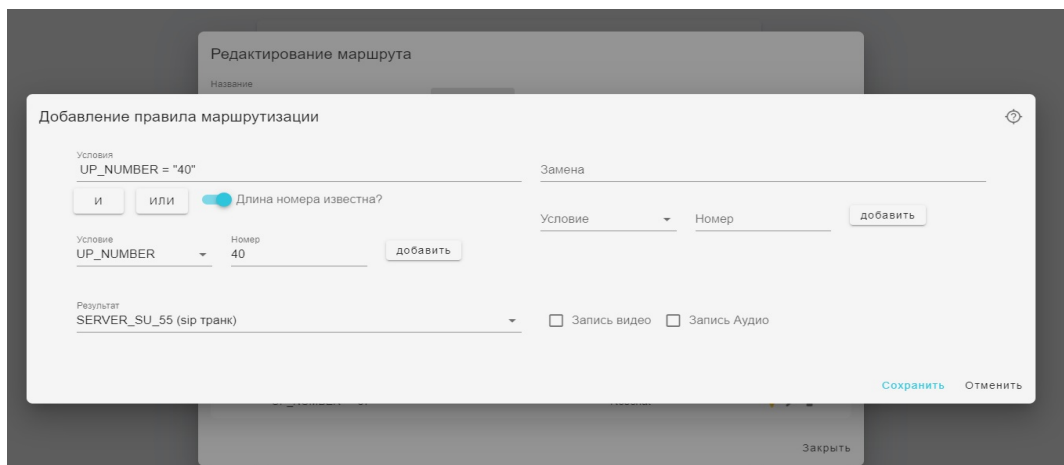 Редактирование маршрута
Название
Добавление правила маршрутизации
Условия
UP_NUMBER = "40"
Замена
И ИЛИ Длина номера известна?
Условие Номер добавить
Условие Номер
UP_NUMBER 40 добавить
Результат
SERVER_SU_55 (sip транк)
Запись видео Запись Аудио
Сохранить Отменить
Закрыть